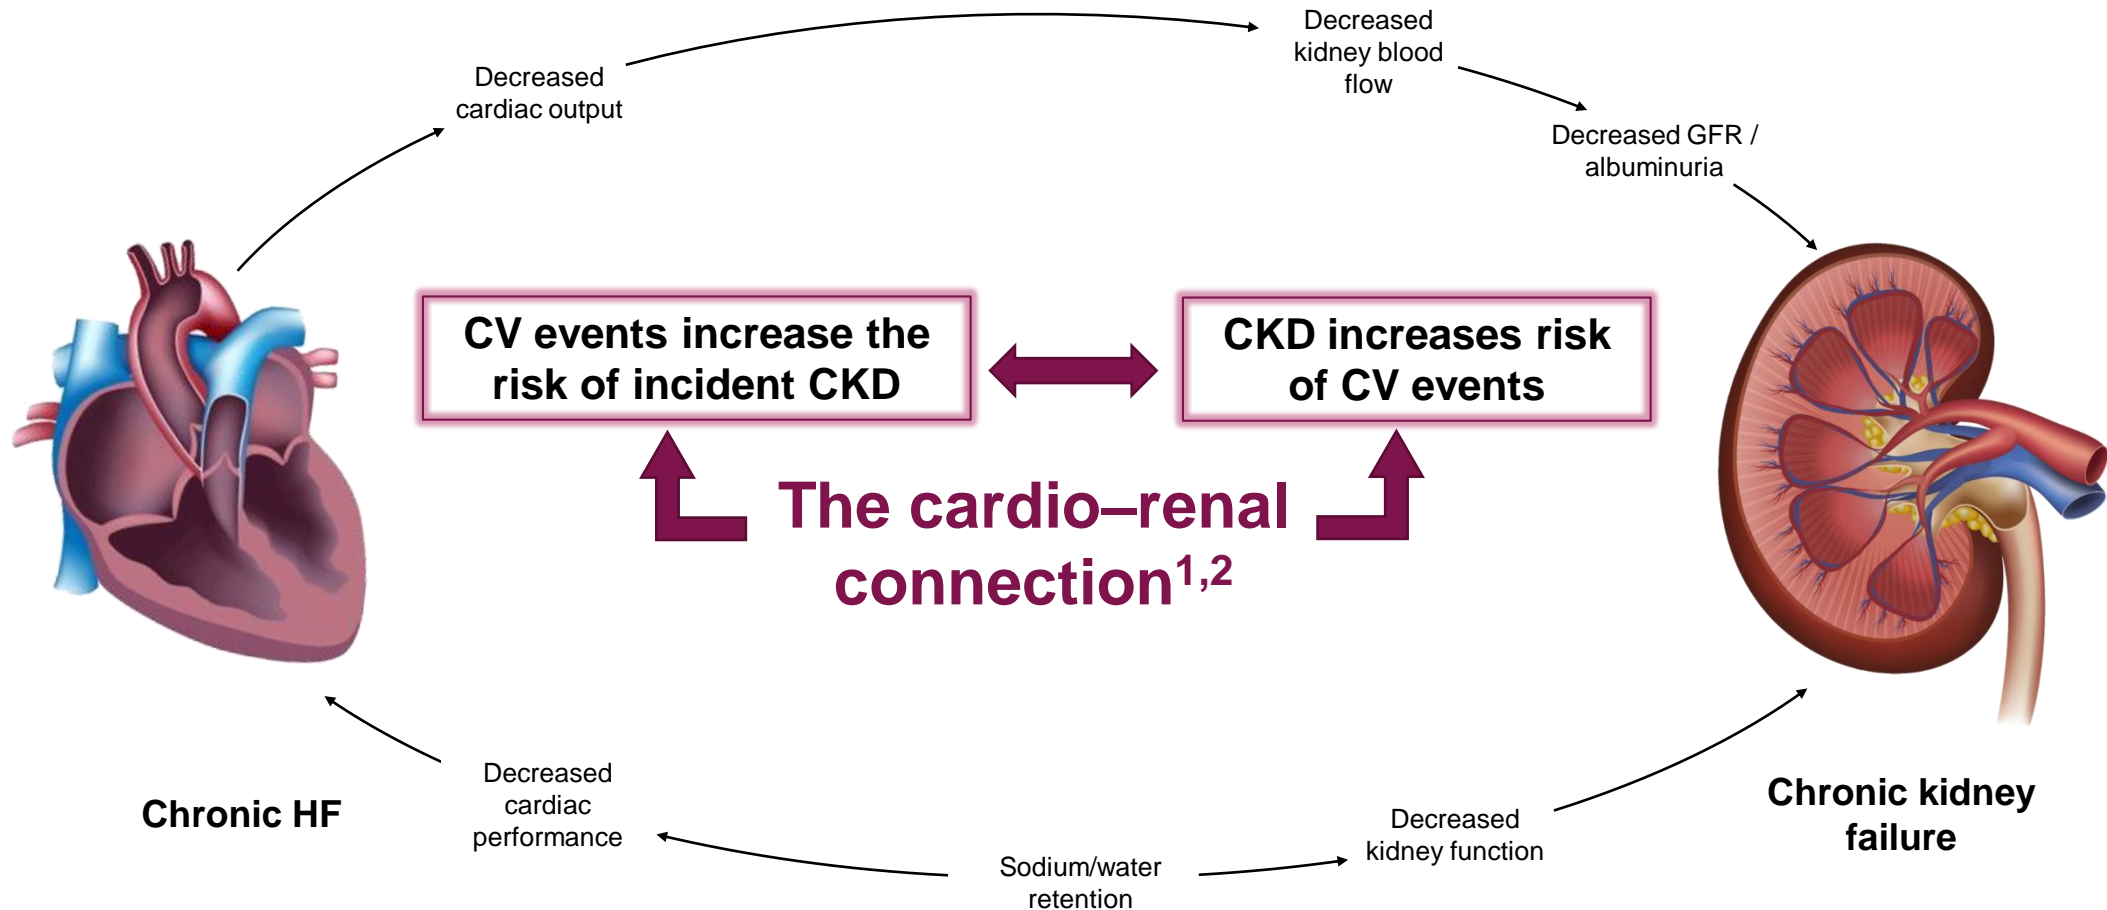 Decreased
cardiac output
Decreased
kidney blood
flow
Decreased GFR /
albuminuria
CV events increase the
risk of incident CKD
CKD increases risk
of CV events
The cardio–renal
connection1,2
Chronic HF
Decreased
cardiac
performance
Sodium/water
retention
Decreased
kidney function
Chronic kidney
failure